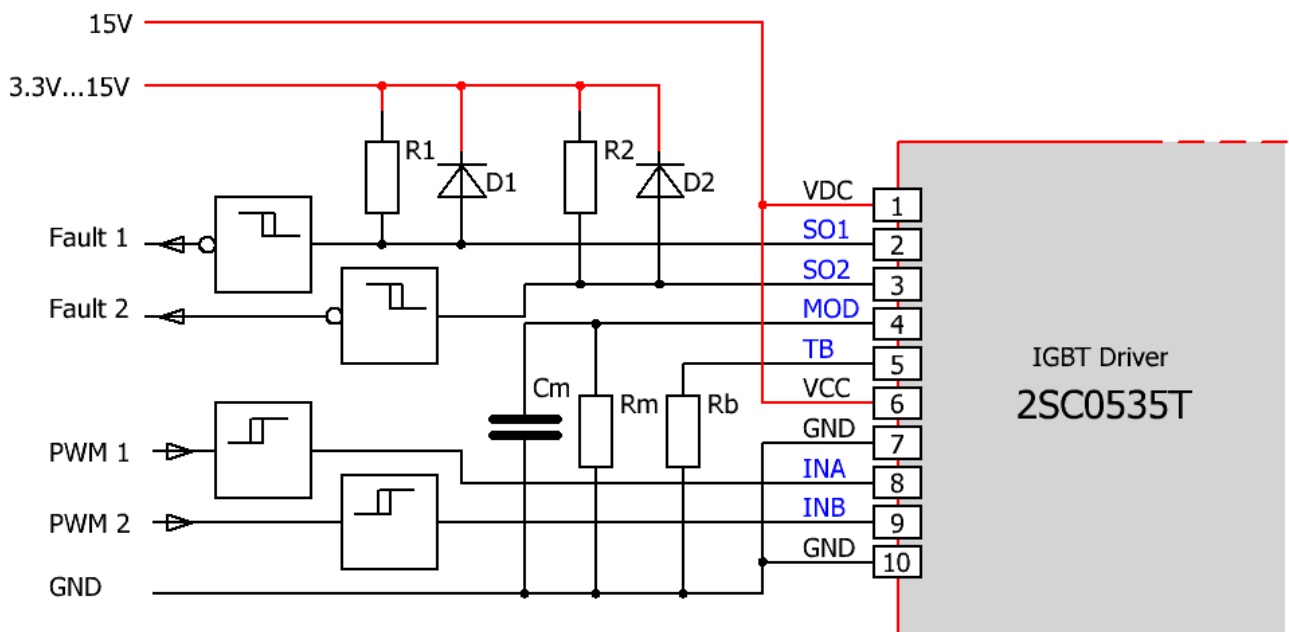 15V
3.3V...15V
R1
D1
R2
D2
Fault 1
Fault 2
Cm
Rm
Rb
PWM 1
PWM 2
GND
VDC
1
SO1
2
SO2
3
MOD
4
TB
5
VCC
6
GND
7
INA
8
INB
9
GND
10
IGBT Driver
2SC0535T